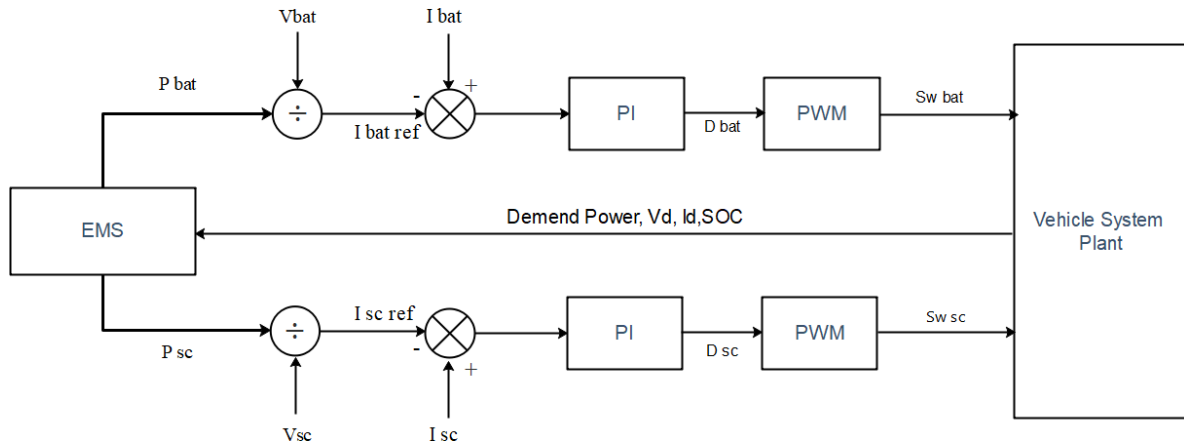 Vbat
I bat
P bat
÷
-
+
I bat ref
PI
D bat
PWM
Sw bat
EMS
Demend Power, Vd, Id,SOC
Vehicle System
Plant
P sc
÷
I sc ref
-
+
PI
D sc
PWM
Sw sc
Vsc
I sc